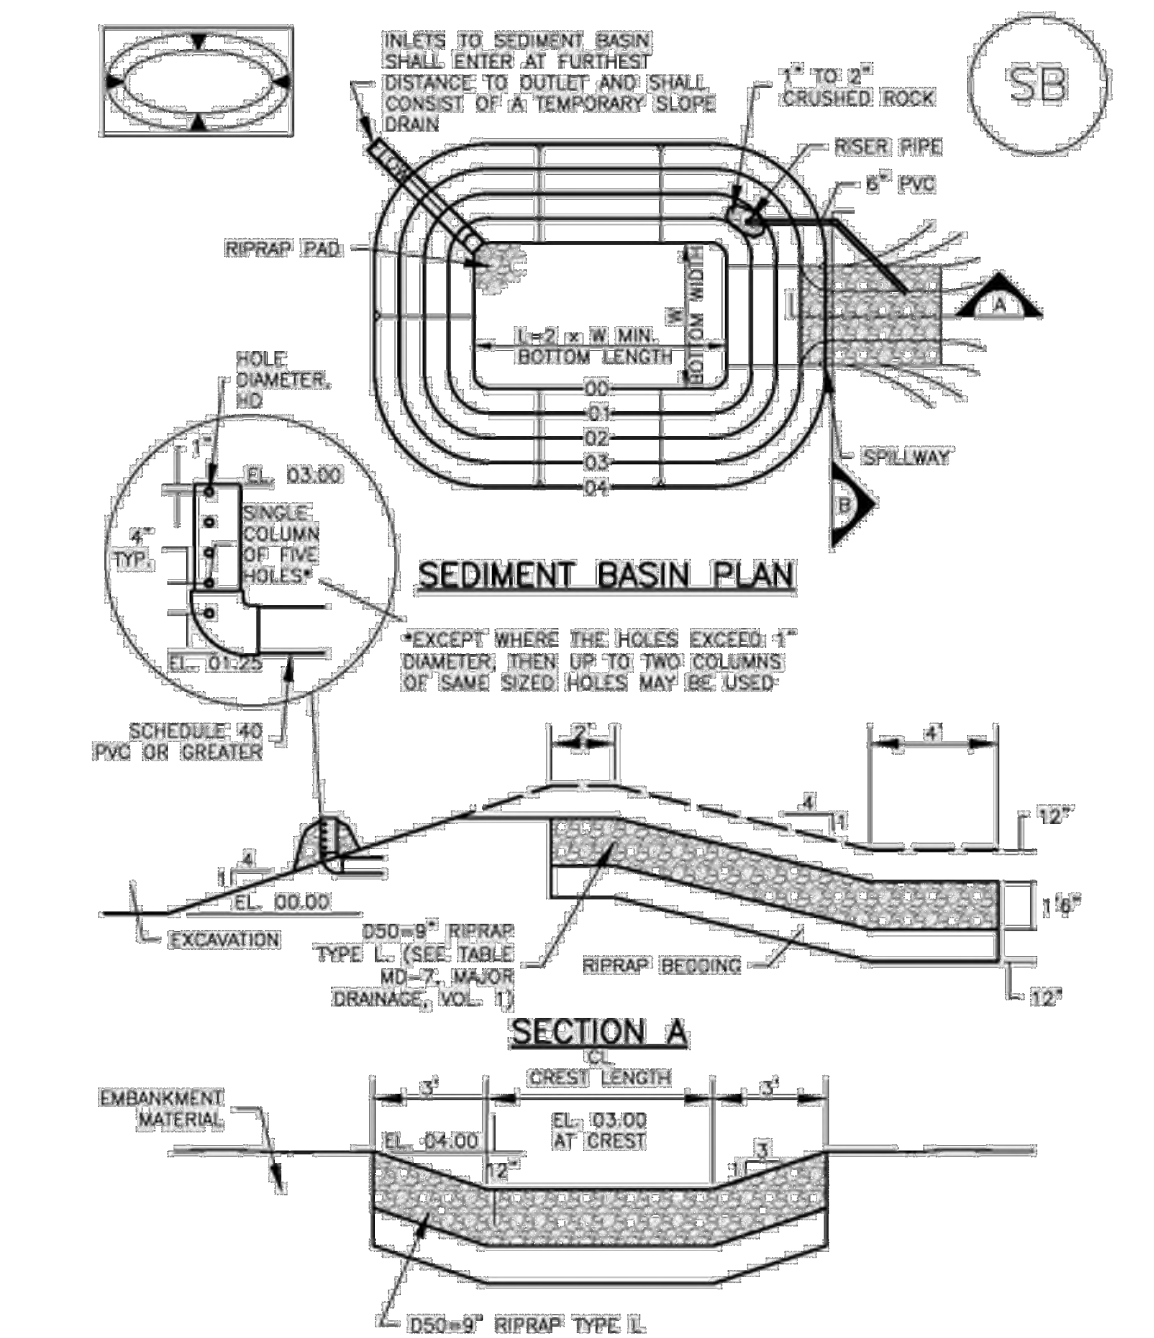 INLETS TO SEDIMENT BASIN
SHALL ENTER AT FURTHEST
DISTANCE TO OUTLET AND SHALL
CONSIST OF A TEMPORARY SLOPE
DRAIN
1" TO 2"
CRUSHED ROCK
SB
RISER PIPE
6" PVC
FLOW
RIPRAP PAD
BOTTOM WIDTH
W
L=2 x W MIN.
BOTTOM LENGTH
A
00
01
02
03
04
SPILLWAY
B
HOLE
DIAMETER,
HD
1"
EL. 03.00
4"
TYP.
SINGLE
COLUMN
OF FIVE
HOLES*
EL. 01.25
SEDIMENT BASIN PLAN
*EXCEPT WHERE THE HOLES EXCEED 1"
DIAMETER, THEN UP TO TWO COLUMNS
OF SAME SIZED HOLES MAY BE USED
SCHEDULE 40
PVC OR GREATER
2'
4'
4
1
12"
4
1
EL. 00.00
EXCAVATION
D50=9" RIPRAP
TYPE L. (SEE TABLE
MD-7, MAJOR
DRAINAGE, VOL. 1)
RIPRAP BEDDING
1'6"
12"
SECTION A
CL
CREST LENGTH
3'
3'
EMBANKMENT
MATERIAL
EL. 04.00
EL. 03.00
AT CREST
12"
3
1
D50=9" RIPRAP TYPE L